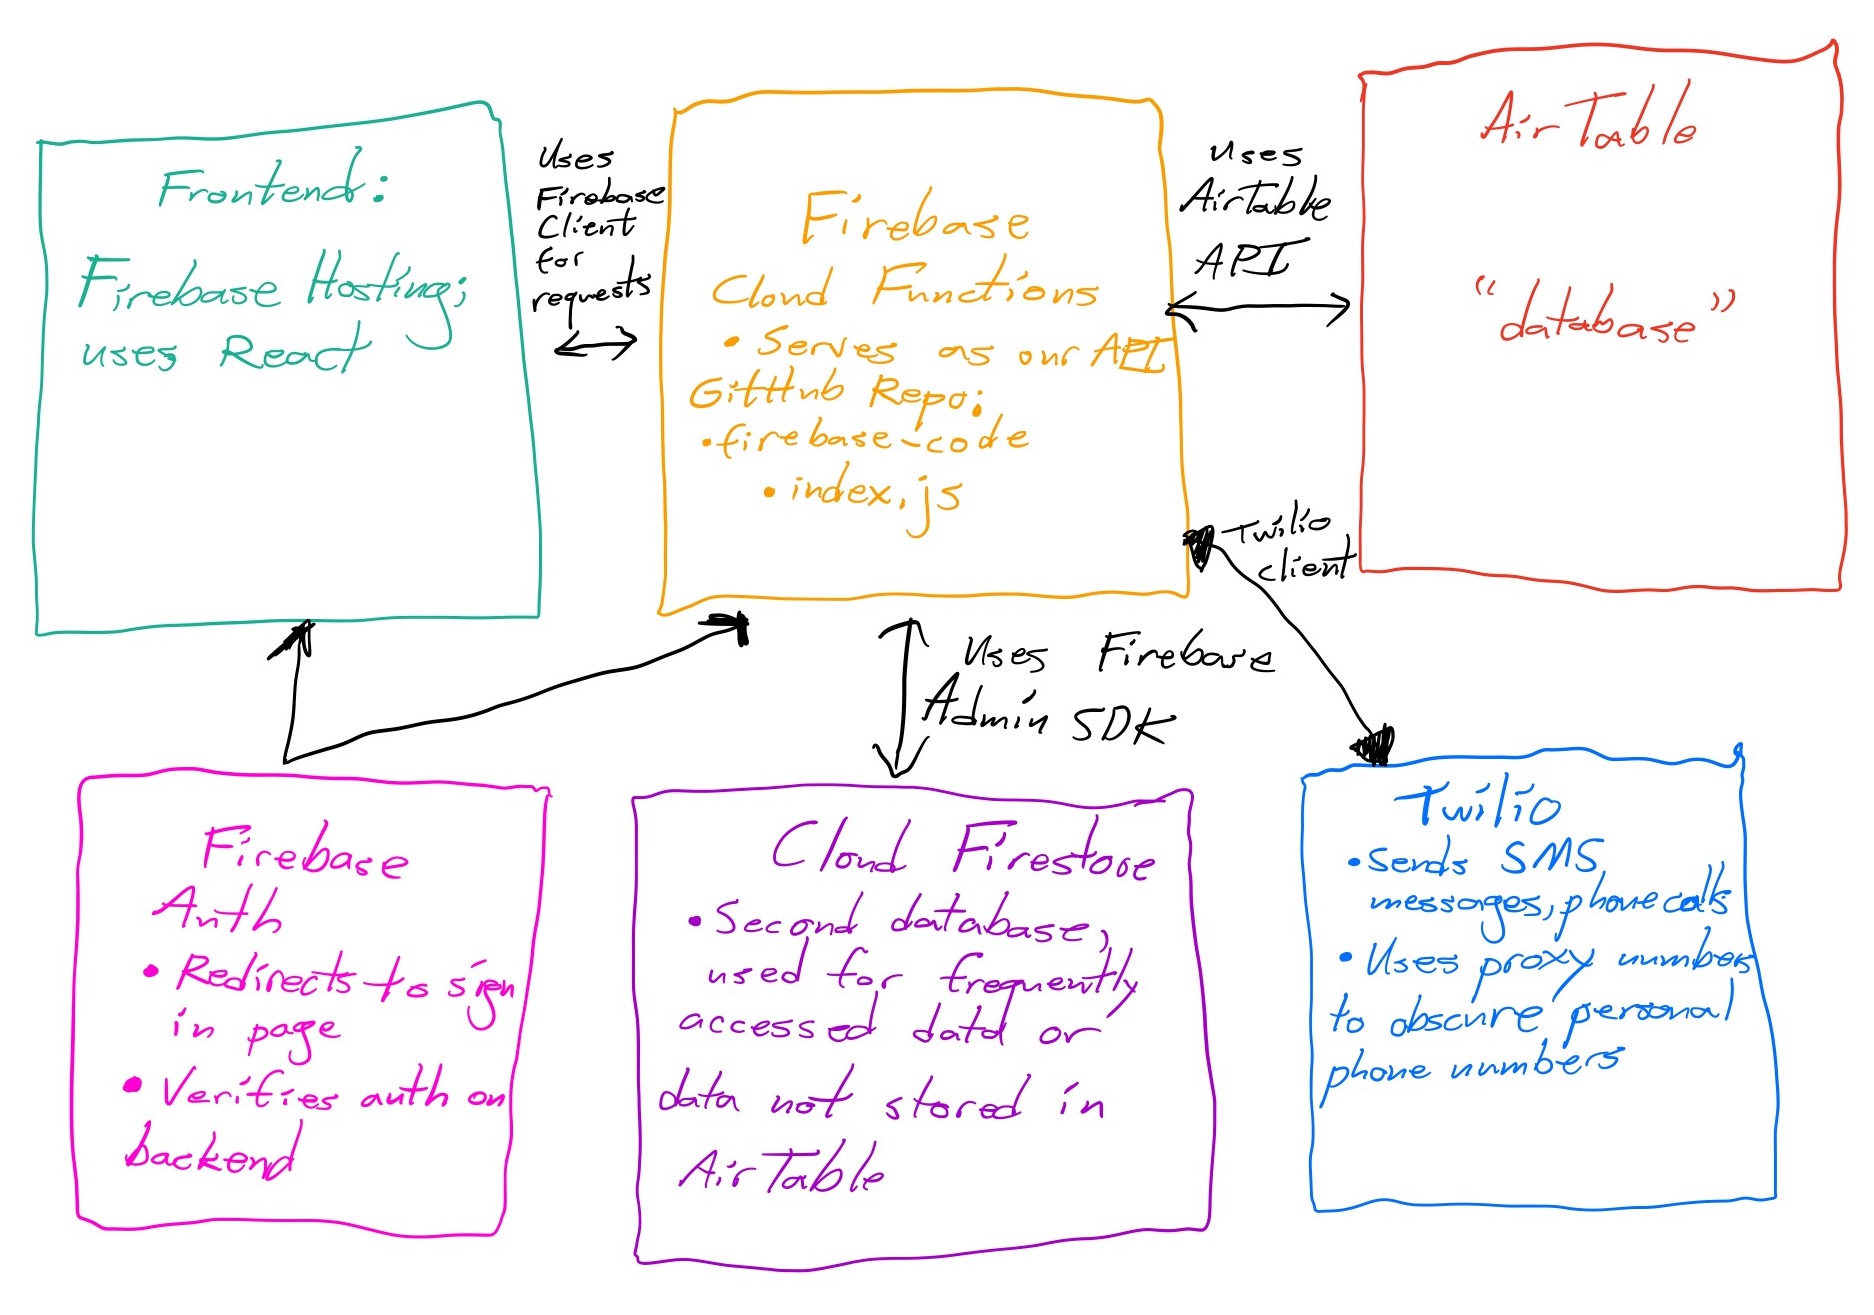 Frontend:
Firebase Hosting;
uses React
Uses
Firebase
Client
for
requests
Firebase
Cloud Functions
• Serves as our API
GitHub Repo:
• firebase-code
• index.js
Uses
AirTable
API
AirTable
“database”
Twilio
client
Uses Firebase
Admin SDK
Firebase
Auth
• Redirects to sign
in page
• Verifies auth on
backend
Cloud Firestore
• Second database,
used for frequently
accessed data or
data not stored in
AirTable
Twilio
• Sends SMS
messages, phone calls
• Uses proxy numbers
to obscure personal
phone numbers